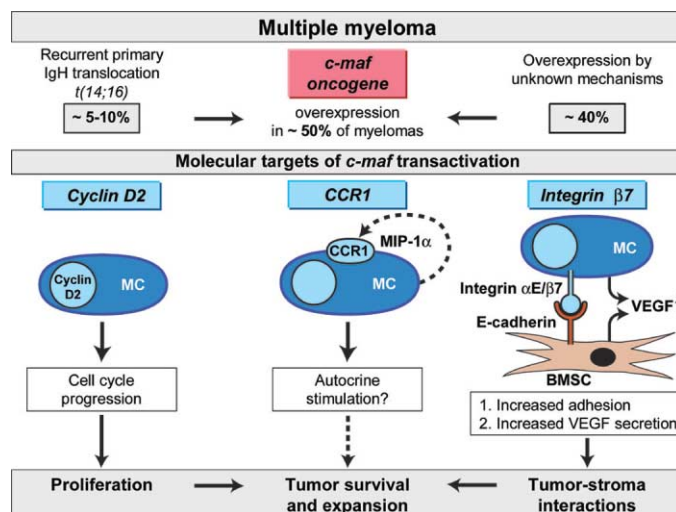 Multiple myeloma
Recurrent primary
IgH translocation
t(14;16)
~ 5-10%
c-maf
oncogene
overexpression
in ~ 50% of myelomas
Overexpression by
unknown mechanisms
~ 40%
Molecular targets of c-maf transactivation
Cyclin D2
CCR1
Integrin β7
Cyclin
D2
MC
CCR1
MIP-1α
MC
MC
Integrin αE/β7
E-cadherin
VEGF
BMSC
Cell cycle
progression
Autocrine
stimulation?
1. Increased adhesion
2. Increased VEGF secretion
Proliferation
Tumor survival
and expansion
Tumor-stroma
interactions